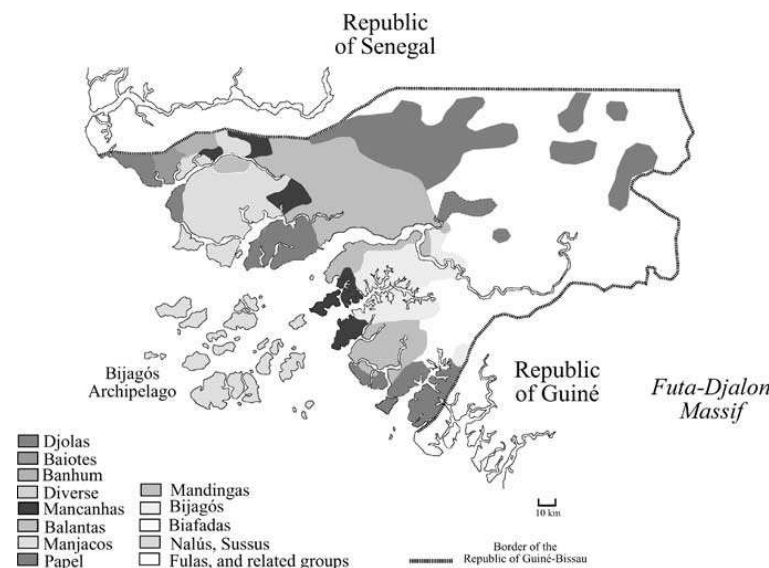 Republic
of Senegal
Bijagós
Archipelago
Republic
of Guiné
Futa-Djalon
Massif
Djolas
Baiotes
Banhum
Diverse
Mancanhas
Balantas
Manjacos
Papel
Mandingas
Bijagós
Biafadas
Nalús, Sussus
Fulas, and related groups
10 km
Border of the
Republic of Guiné-Bissau